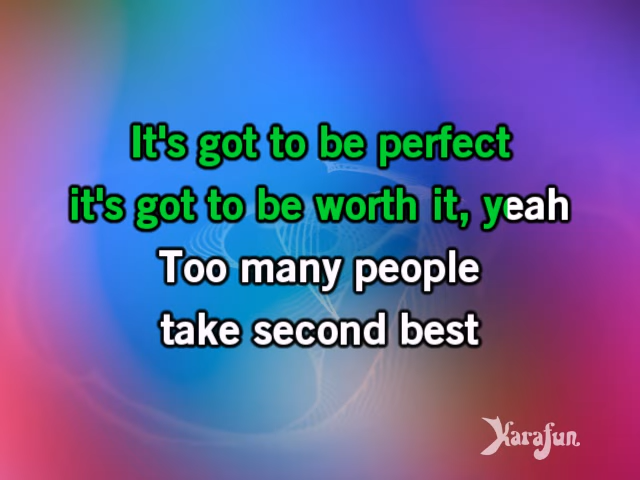 It's got to be perfect
it's got to be worth it, yeah
Too many people
take second best
Karafun